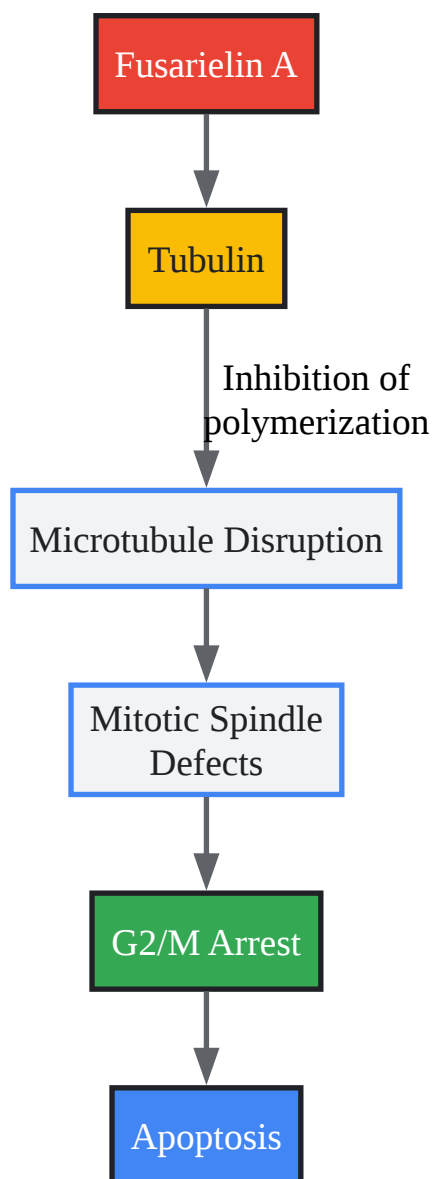 Fusarielin A
Tubulin
Inhibition of
polymerization
Microtubule Disruption
Mitotic Spindle
Defects
G2/M Arrest
Apoptosis